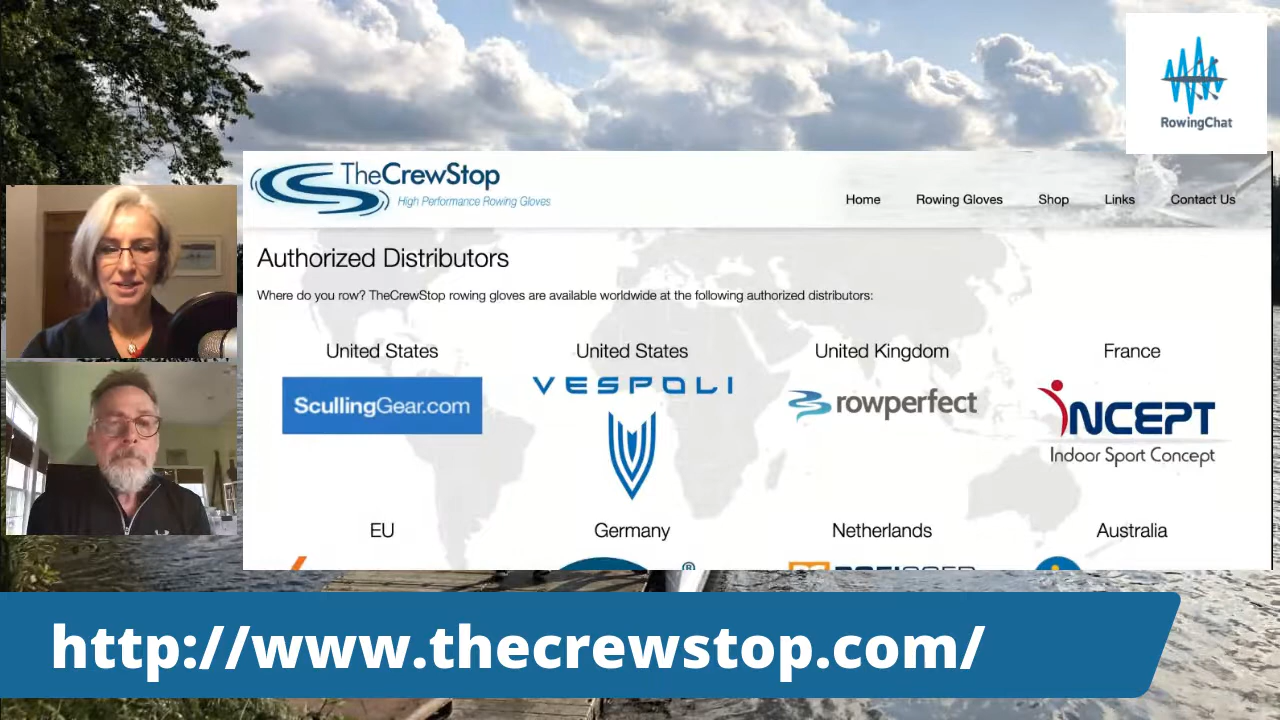 RowingChat
TheCrewStop
High Performance Rowing Gloves
Home Rowing Gloves Shop Links Contact Us
Authorized Distributors
Where do you row? TheCrewStop rowing gloves are available worldwide at the following authorized distributors:
United States United States United Kingdom France
ScullingGear.com VESPOLI rowperfect iNCEPT
Indoor Sport Concept
EU Germany Netherlands Australia
®
http://www.thecrewstop.com/